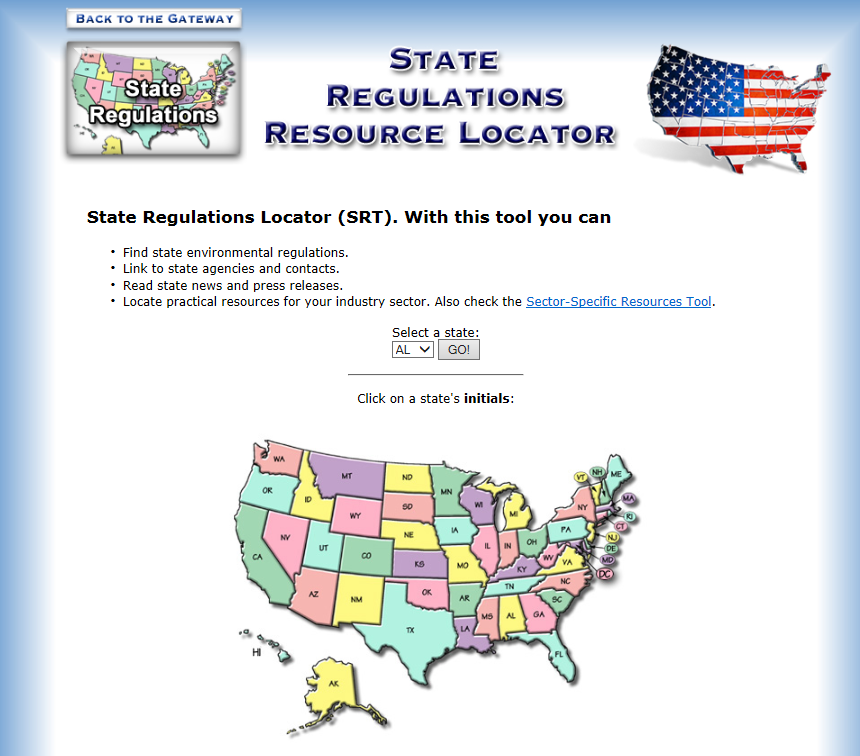 BACK TO THE GATEWAY
State
Regulations
STATE
REGULATIONS
RESOURCE LOCATOR
State Regulations Locator (SRT). With this tool you can
• Find state environmental regulations.
• Link to state agencies and contacts.
• Read state news and press releases.
• Locate practical resources for your industry sector. Also check the Sector-Specific Resources Tool.
Select a state:
AL GO!
Click on a state's initials:
WA
MT
ND
MN
OR
ID
WY
SD
WI
MI
VT
NH
ME
NY
MA
RI
CT
NV
UT
CO
NE
IA
IL
IN
OH
PA
NJ
DE
MD
DC
CA
KS
MO
KY
WV
VA
AZ
NM
OK
AR
TN
NC
SC
TX
LA
MS
AL
GA
FL
HI
AK